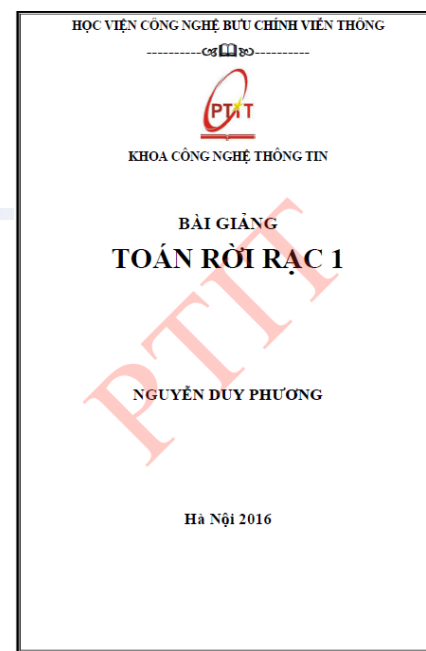 HỌC VIỆN CÔNG NGHỆ BƯU CHÍNH VIỄN THÔNG
PTIT
KHOA CÔNG NGHỆ THÔNG TIN
BÀI GIẢNG
TOÁN RỜI RẠC 1
PTIT
NGUYỄN DUY PHƯƠNG
Hà Nội 2016